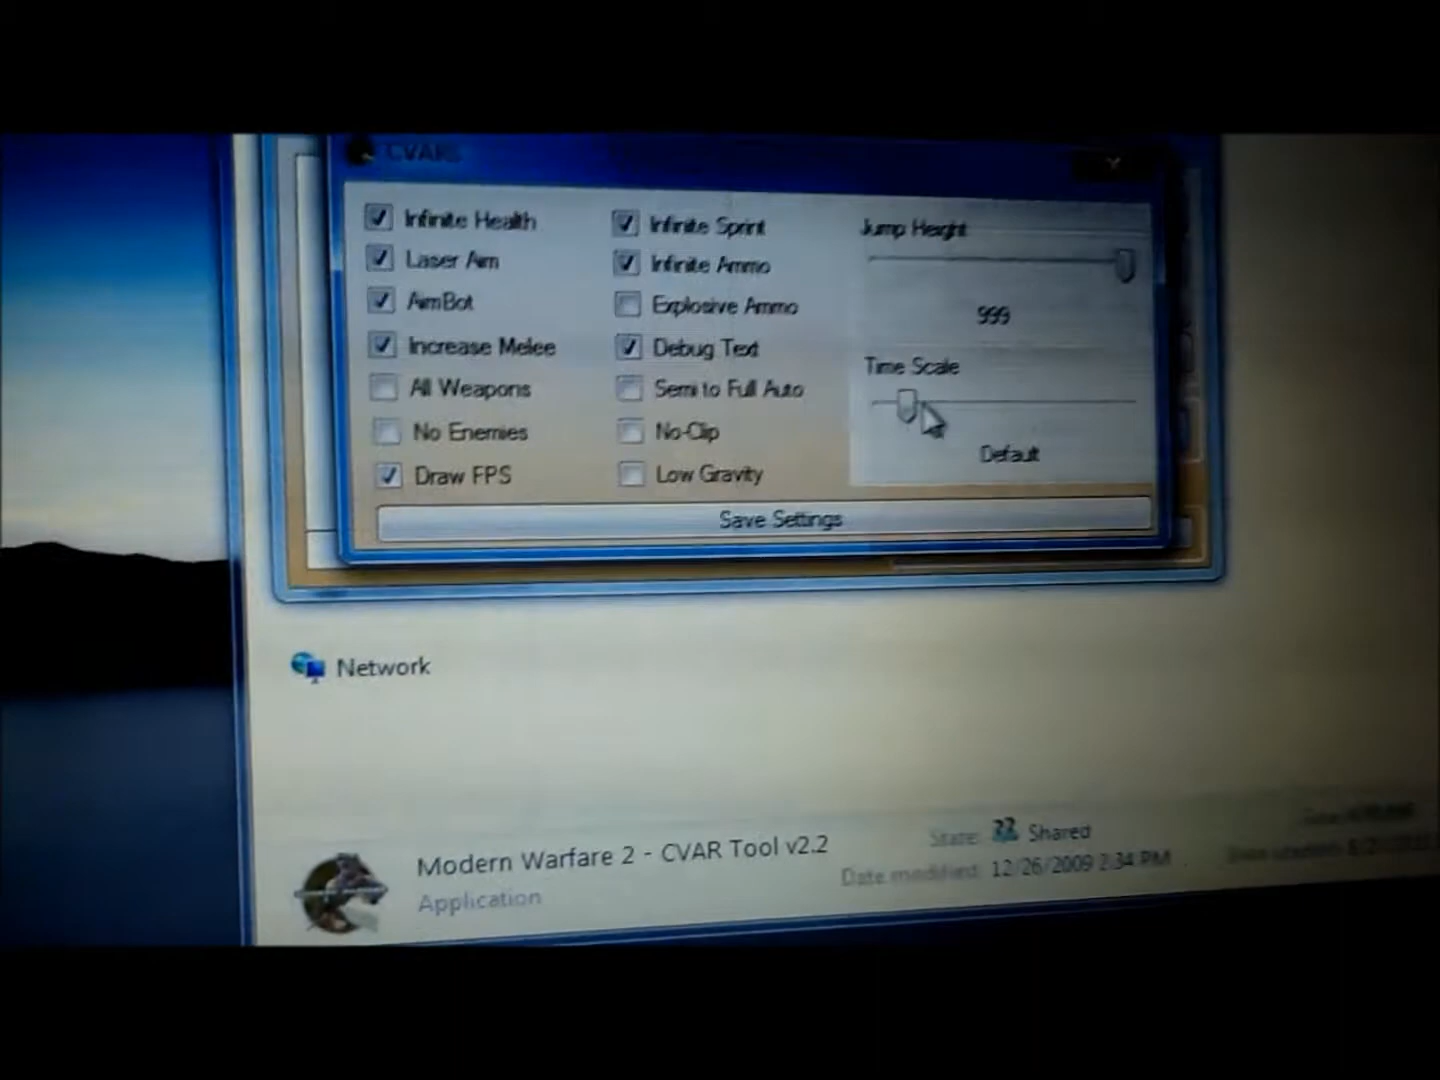 CVARs
Infinite Health
Infinite Sprint
Jump Height
Laser Aim
Infinite Ammo
AimBot
Explosive Ammo
999
Increase Melee
Debug Text
Time Scale
All Weapons
Semi to Full Auto
No Enemies
No-Clip
Default
Draw FPS
Low Gravity
Save Settings
Network
Modern Warfare 2 - CVAR Tool v2.2
State: Shared
Application
Date modified: 12/26/2009 2:34 PM